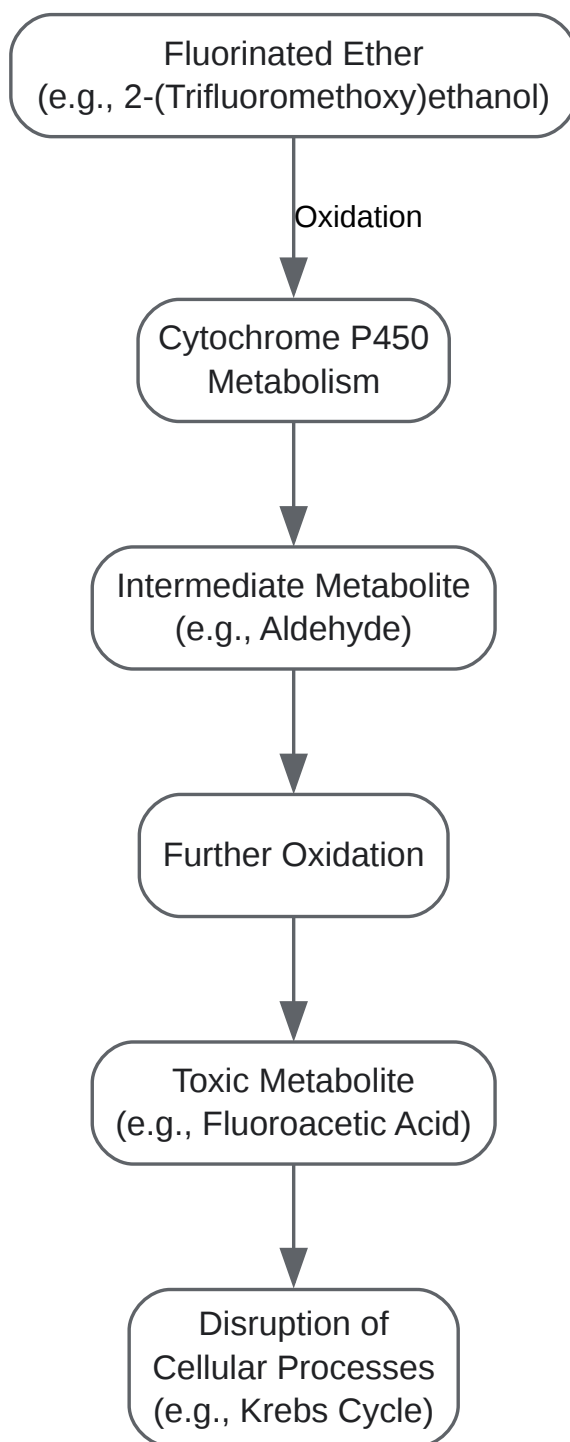 Fluorinated Ether
(e.g., 2-(Trifluoromethoxy)ethanol)
Oxidation
Cytochrome P450
Metabolism
Intermediate Metabolite
(e.g., Aldehyde)
Further Oxidation
Toxic Metabolite
(e.g., Fluoroacetic Acid)
Disruption of
Cellular Processes
(e.g., Krebs Cycle)